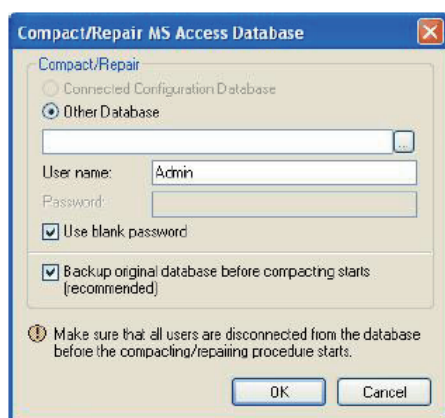 Compact/Repair MS Access Database
Compact/Repair
Connected Configuration Database
Other Database
...
User name: Admin
Password:
Use blank password
Backup original database before compacting starts
(recommended)
Make sure that all users are disconnected from the database
before the compacting/repairing procedure starts.
OK Cancel